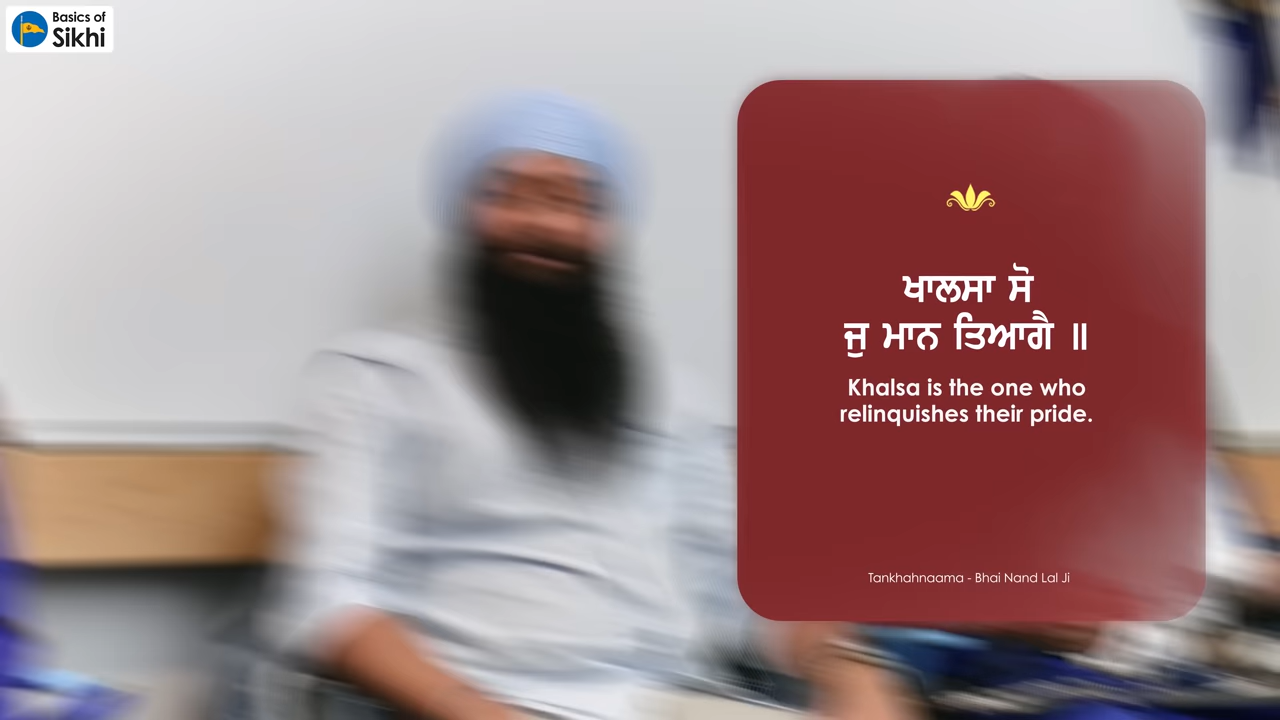 Basics of
Sikhi
ਖਾਲਸਾ ਸੋ
ਜੁ ਮਾਨ ਤਿਆਗੈ ॥
Khalsa is the one who
relinquishes their pride.
Tankhahnaama - Bhai Nand Lal Ji